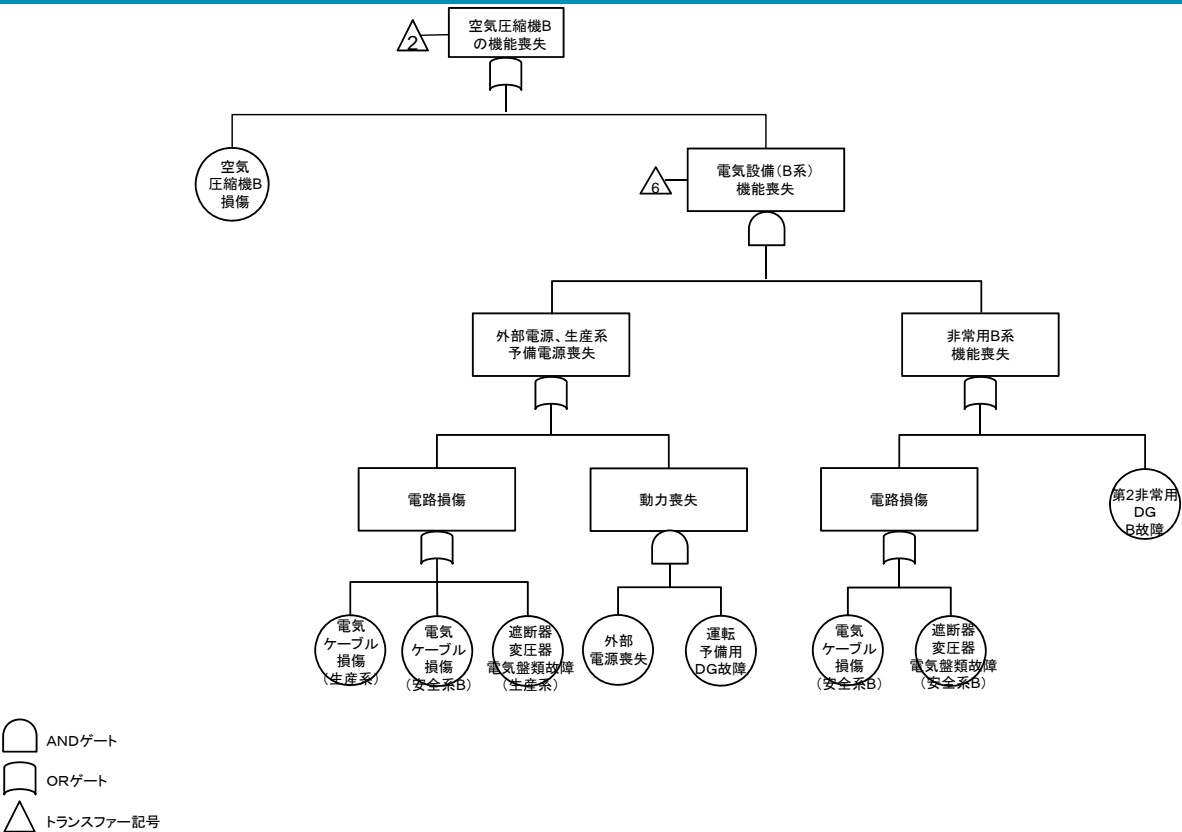 空気圧縮機B
の機能喪失
2
空気
圧縮機B
損傷
電気設備（B系）
機能喪失
6
外部電源、生産系
予備電源喪失
非常用B系
機能喪失
電路損傷
動力喪失
電路損傷
第2非常用
DG
B故障
電気
ケーブル
損傷
（生産系）
電気
ケーブル
損傷
（安全系B）
遮断器
変圧器
電気盤類故障
（生産系）
外部
電源喪失
運転
予備用
DG故障
電気
ケーブル
損傷
（安全系B）
遮断器
変圧器
電気盤類故障
（安全系B）
ANDゲート
ORゲート
トランスファー記号